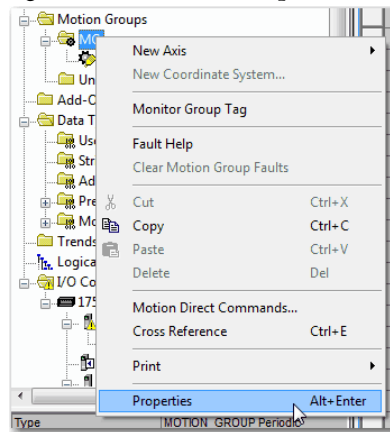 Motion Groups
New Axis
Un
New Coordinate System...
Add-O
Monitor Group Tag
Data T
Fault Help
Str
Clear Motion Group Faults
Ad
Pre
Cut Ctrl+X
Mo
Copy Ctrl+C
Trends
Paste Ctrl+V
Logica
Delete Del
I/O Co
175
Motion Direct Commands...
Cross Reference Ctrl+E
Print
Properties Alt+Enter
Type MOTION_GROUP Periodic